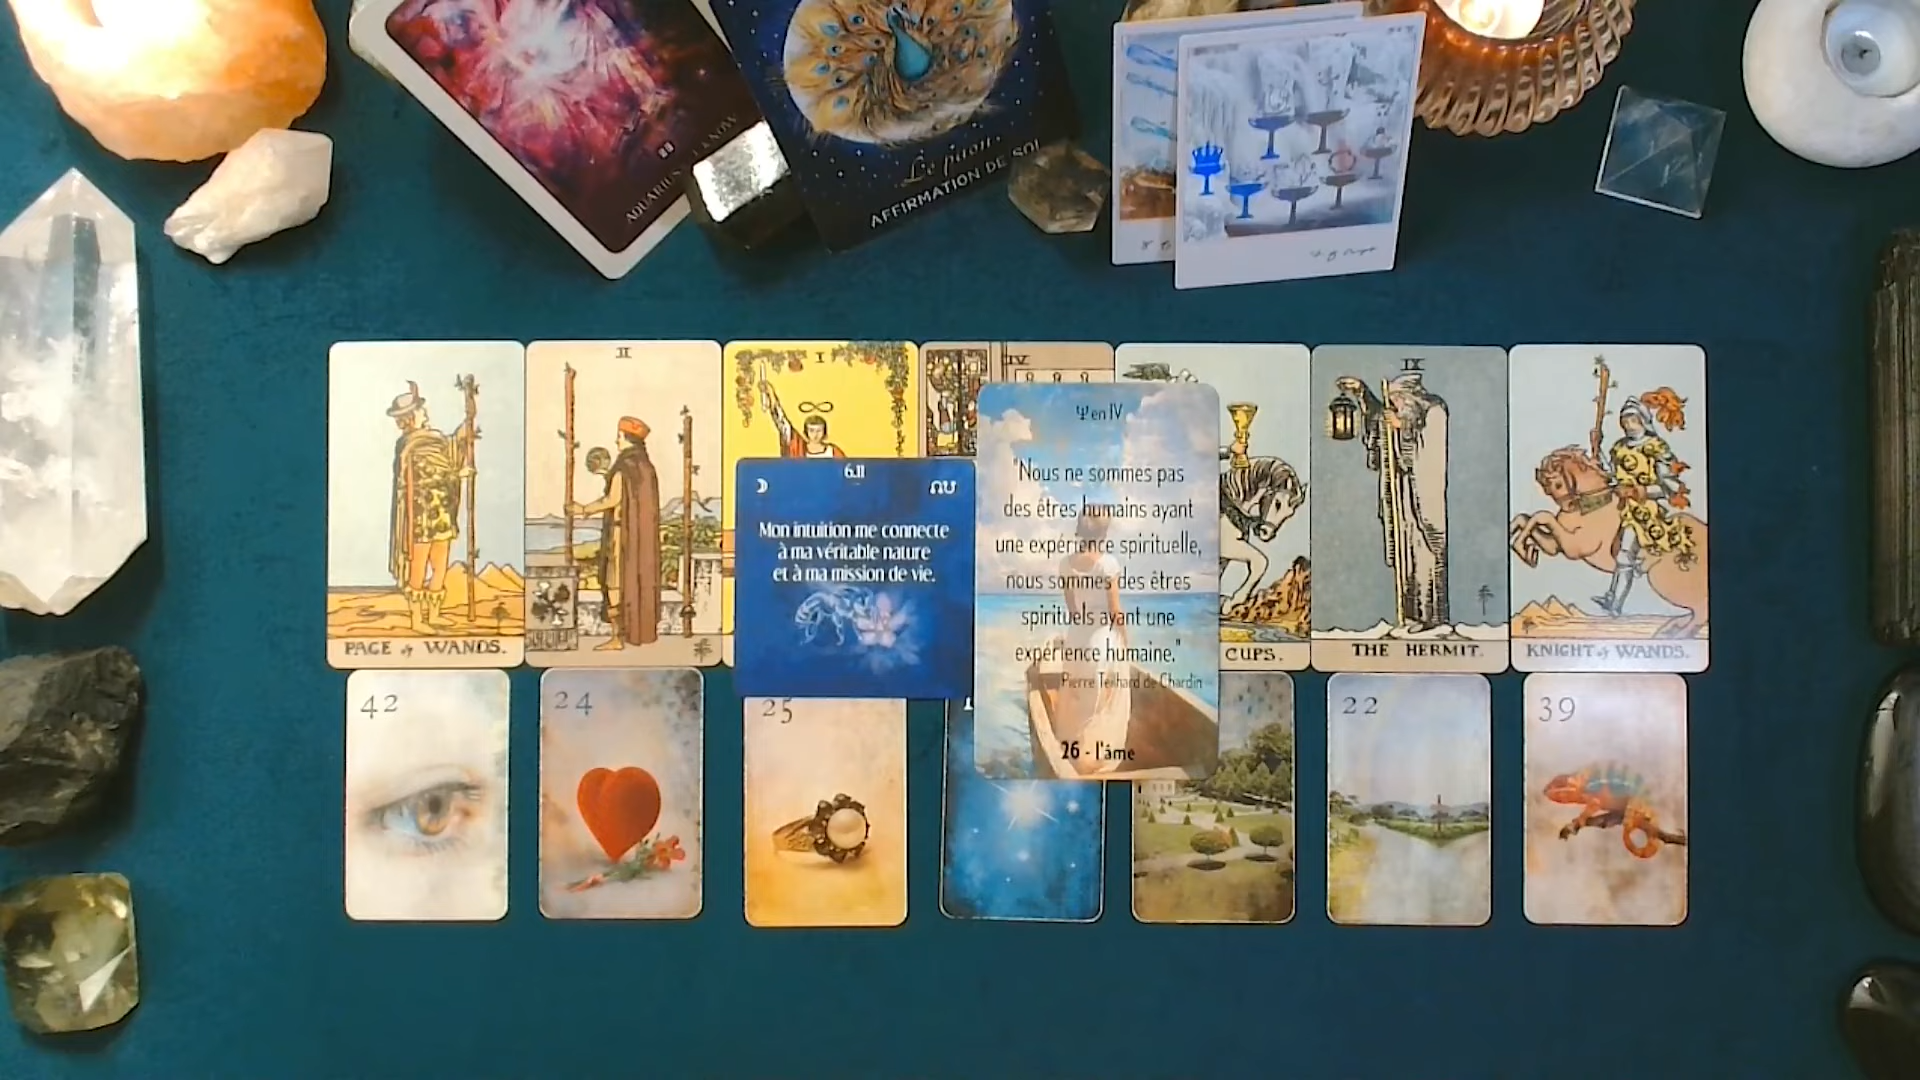 AQUARIUS I KNOW
Le paon
AFFIRMATION DE SOI
II
I
IV
IX
PAGE of WANDS.
CUPS.
THE HERMIT.
KNIGHT of WANDS.
6.11
Mon intuition me connecte
à ma véritable nature
et à ma mission de vie.
Ψ en IV
"Nous ne sommes pas
des êtres humains ayant
une expérience spirituelle,
nous sommes des êtres
spirituels ayant une
expérience humaine."
Pierre Teilhard de Chardin
26 - l'âme
42
24
25
22
39